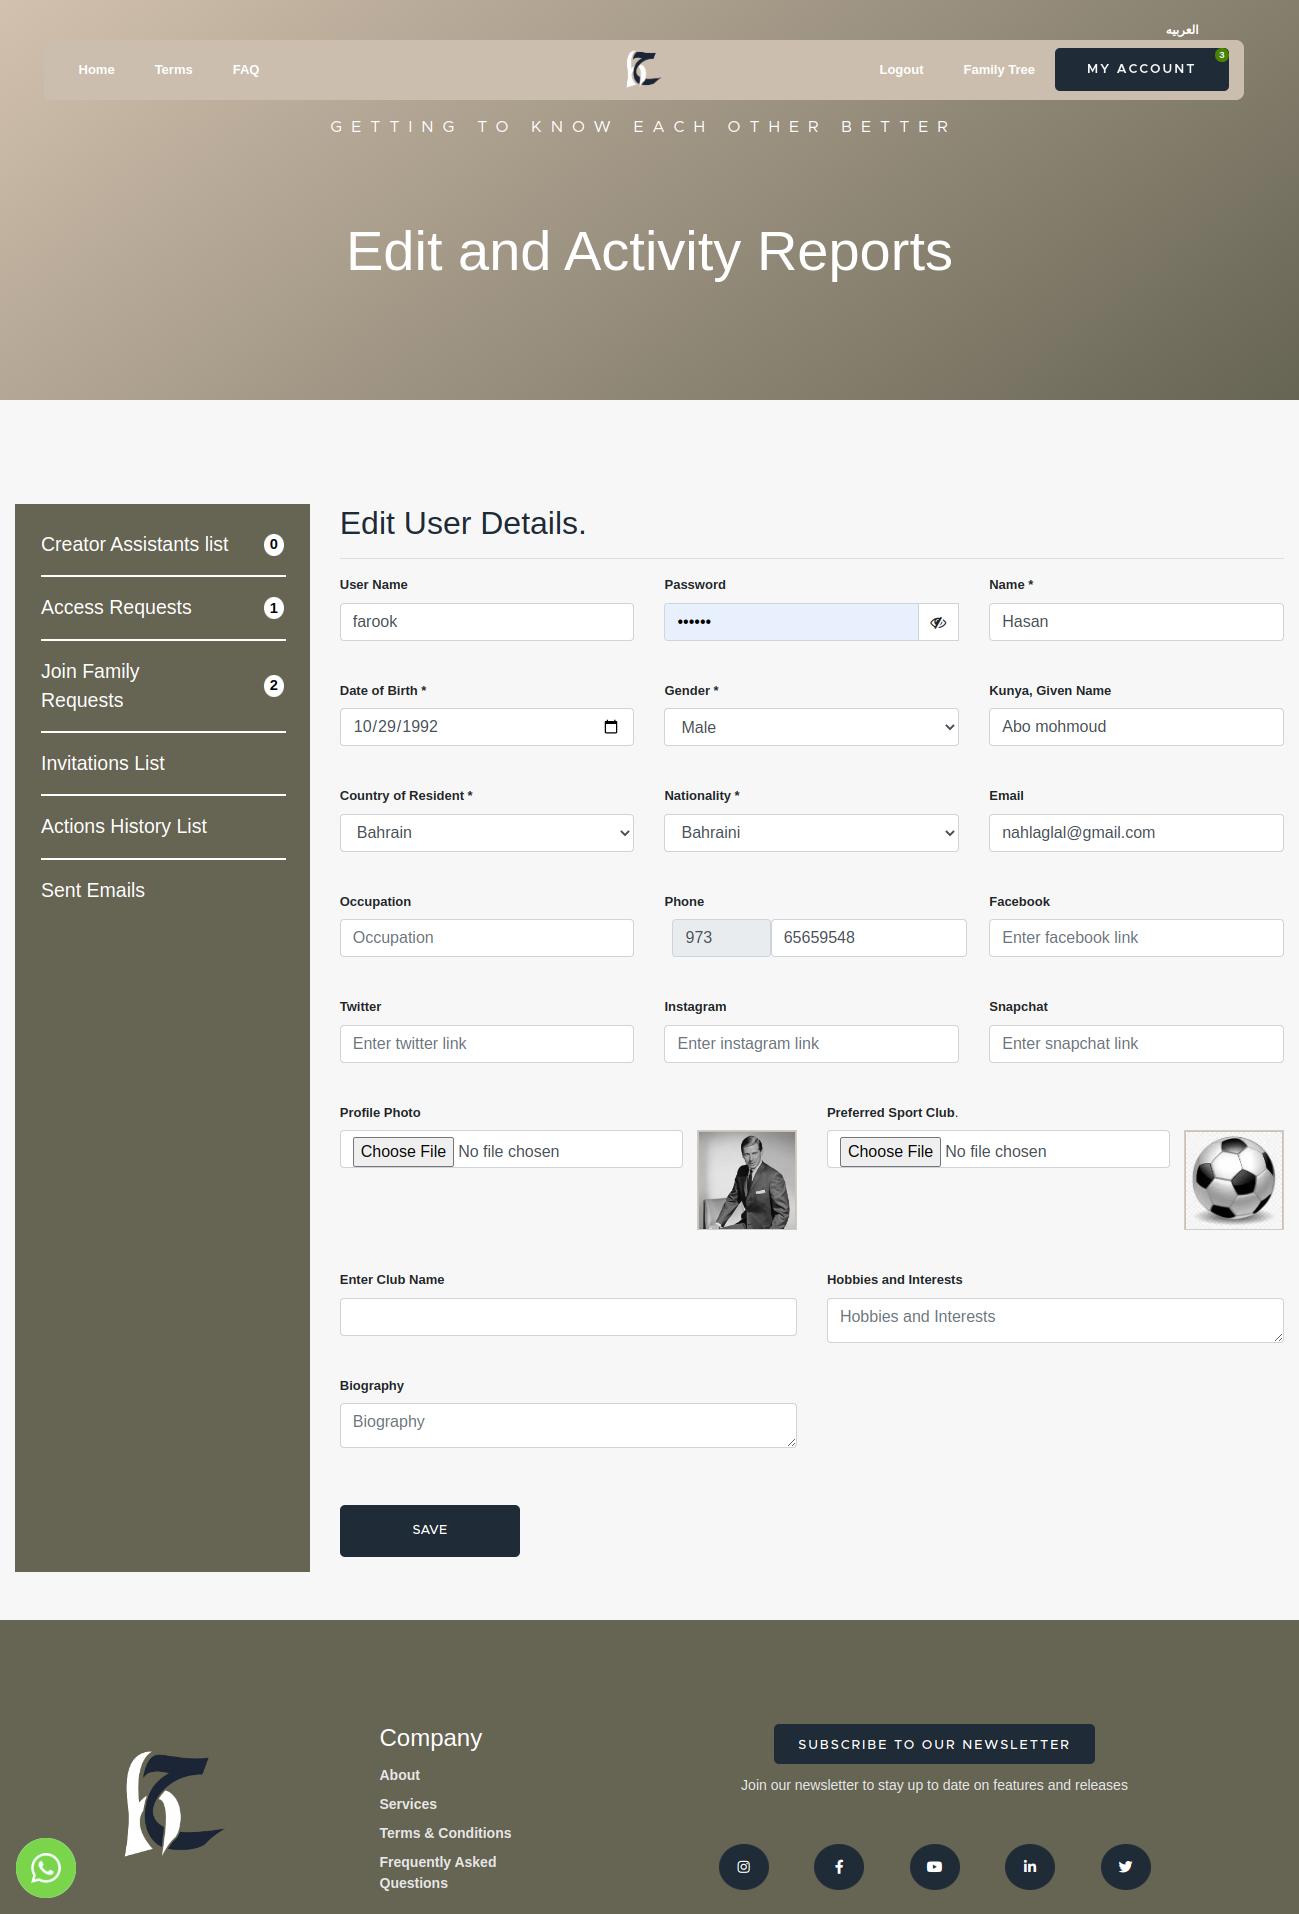 العربيه
Home
Terms
FAQ
Logout
Family Tree
MY ACCOUNT
3
GETTING TO KNOW EACH OTHER BETTER
Edit and Activity Reports
Creator Assistants list
0
Access Requests
1
Join Family
Requests
2
Invitations List
Actions History List
Sent Emails
Edit User Details.
User Name
Password
Name *
farook
••••••
Hasan
Date of Birth *
Gender *
Kunya, Given Name
10/29/1992
Male
Abo mohmoud
Country of Resident *
Nationality *
Email
Bahrain
Bahraini
nahlaglal@gmail.com
Occupation
Phone
Facebook
Occupation
973
65659548
Enter facebook link
Twitter
Instagram
Snapchat
Enter twitter link
Enter instagram link
Enter snapchat link
Profile Photo
Preferred Sport Club.
Choose File No file chosen
Choose File No file chosen
Enter Club Name
Hobbies and Interests
Hobbies and Interests
Biography
Biography
SAVE
Company
About
Services
Terms & Conditions
Frequently Asked
Questions
SUBSCRIBE TO OUR NEWSLETTER
Join our newsletter to stay up to date on features and releases